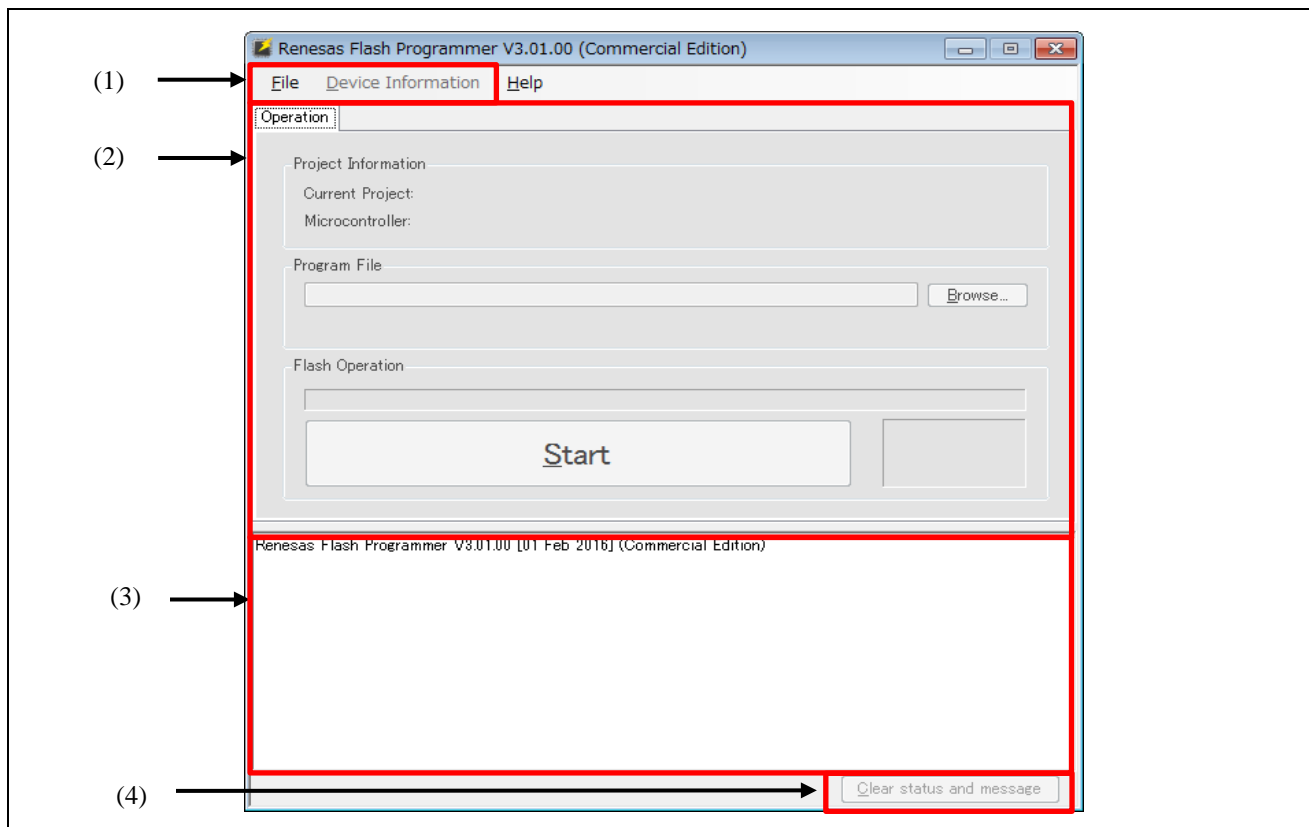 Renesas Flash Programmer V3.01.00 (Commercial Edition)
(1)
File Device Information Help
Operation
(2)
Project Information
Current Project:
Microcontroller:
Program File
Browse...
Flash Operation
Start
Renesas Flash Programmer V3.01.00 [01 Feb 2016] (Commercial Edition)
(3)
(4)
Clear status and message